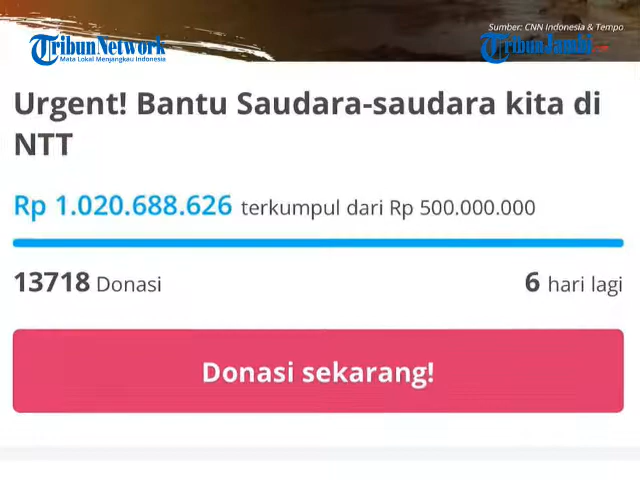 Sumber: CNN Indonesia & Tempo
TribunNetwork
Mata Lokal Menjangkau Indonesia
TribunJambi.com
Urgent! Bantu Saudara-saudara kita di
NTT
Rp 1.020.688.626 terkumpul dari Rp 500.000.000
13718 Donasi
6 hari lagi
Donasi sekarang!